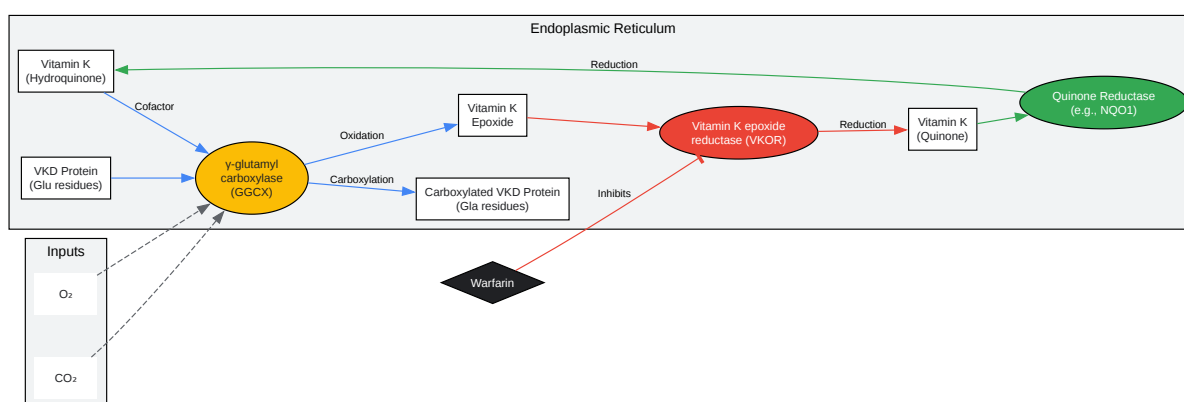 Endoplasmic Reticulum
Vitamin K
(Hydroquinone)
Reduction
Quinone Reductase
(e.g., NQO1)
Cofactor
Vitamin K
Epoxide
Oxidation
Vitamin K epoxide
reductase (VKOR)
Reduction
Vitamin K
(Quinone)
VKD Protein
(Glu residues)
γ-glutamyl
carboxylase
(GGCX)
Carboxylation
Carboxylated VKD Protein
(Gla residues)
Inhibits
Inputs
Warfarin
O₂
CO₂